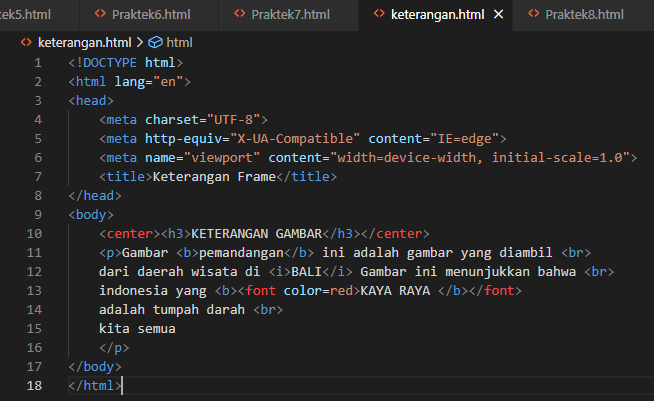 ek5.html Praktek6.html Praktek7.html keterangan.html Praktek8.html
keterangan.html > html
1 <!DOCTYPE html>
2 <html lang="en">
3 <head>
4 <meta charset="UTF-8">
5 <meta http-equiv="X-UA-Compatible" content="IE=edge">
6 <meta name="viewport" content="width=device-width, initial-scale=1.0">
7 <title>Keterangan Frame</title>
8 </head>
9 <body>
10 <center><h3>KETERANGAN GAMBAR</h3></center>
11 <p>Gambar <b>pemandangan</b> ini adalah gambar yang diambil <br>
12 dari daerah wisata di <i>BALI</i> Gambar ini menunjukkan bahwa <br>
13 indonesia yang <b><font color=red>KAYA RAYA </b></font>
14 adalah tumpah darah <br>
15 kita semua
16 </p>
17 </body>
18 </html>